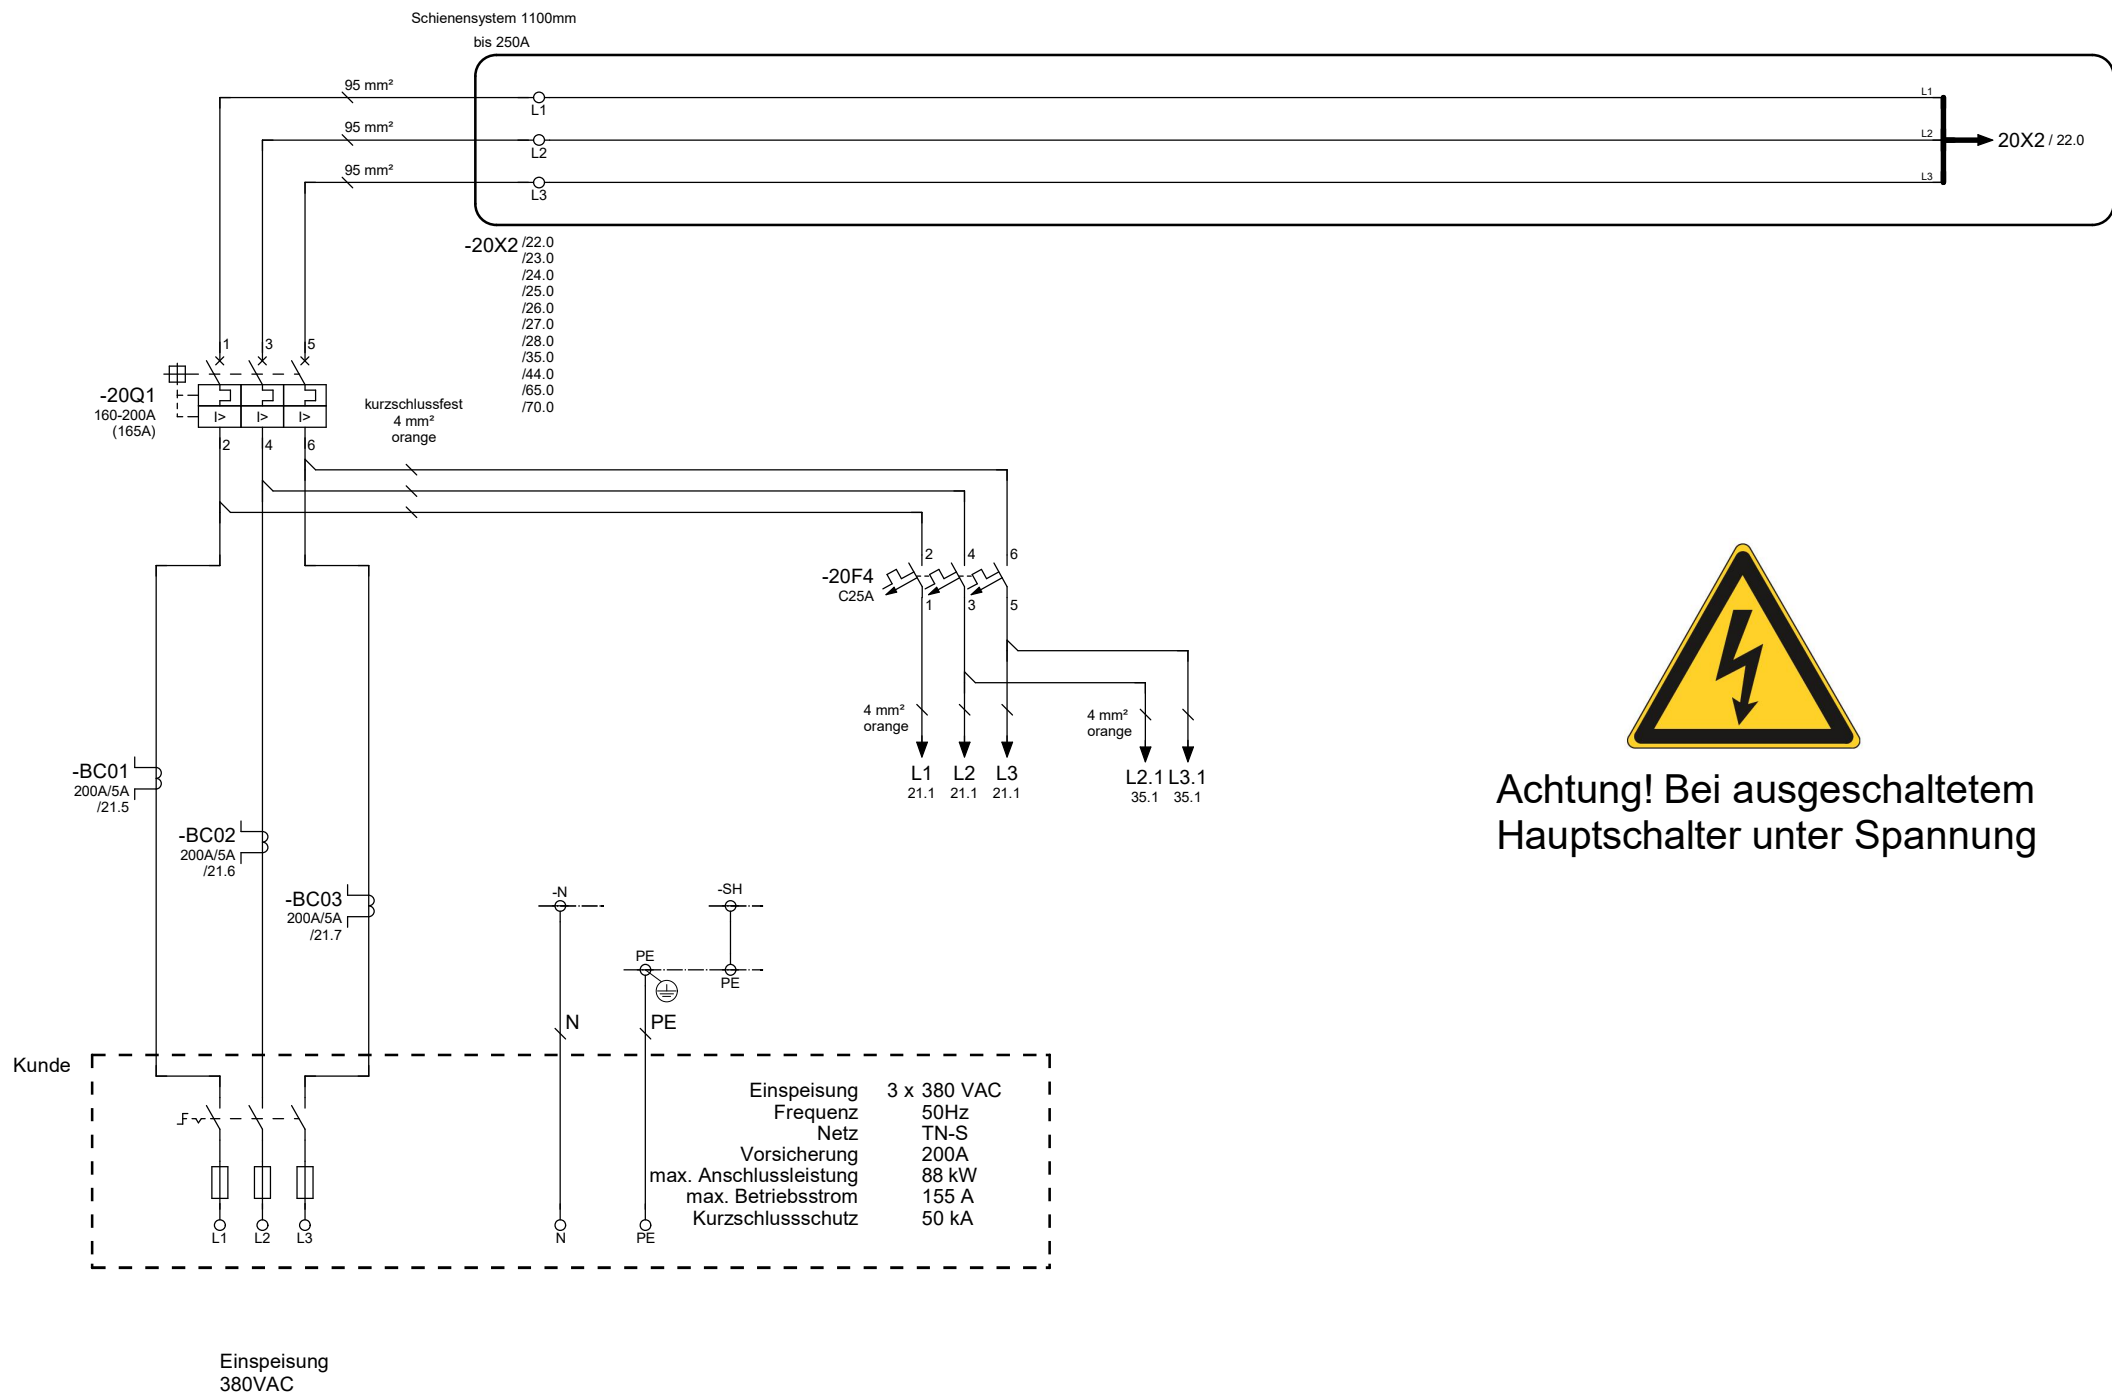 Schienensystem 1100mm
bis 250A
95 mm²
L1
L1
95 mm²
L2
L2
20X2 / 22.0
95 mm²
L3
L3
-20X2 /22.0
/23.0
/24.0
/25.0
/26.0
/27.0
/28.0
/35.0
/44.0
/65.0
/70.0
1 3 5
-20Q1
160-200A
(165A)
I> I> I>
2 4 6
kurzschlussfest
4 mm²
orange
2 4 6
-20F4
C25A
1 3 5
4 mm²
orange
4 mm²
orange
L1 L2 L3
21.1 21.1 21.1
L2.1 L3.1
35.1 35.1
Achtung! Bei ausgeschaltetem
Hauptschalter unter Spannung
-BC01
200A/5A
/21.5
-BC02
200A/5A
/21.6
-BC03
200A/5A
/21.7
-N
-SH
PE
PE
N
PE
Kunde
Einspeisung 3 x 380 VAC
Frequenz 50Hz
Netz TN-S
Vorsicherung 200A
max. Anschlussleistung 88 kW
max. Betriebsstrom 155 A
Kurzschlussschutz 50 kA
L1 L2 L3
N
PE
Einspeisung
380VAC